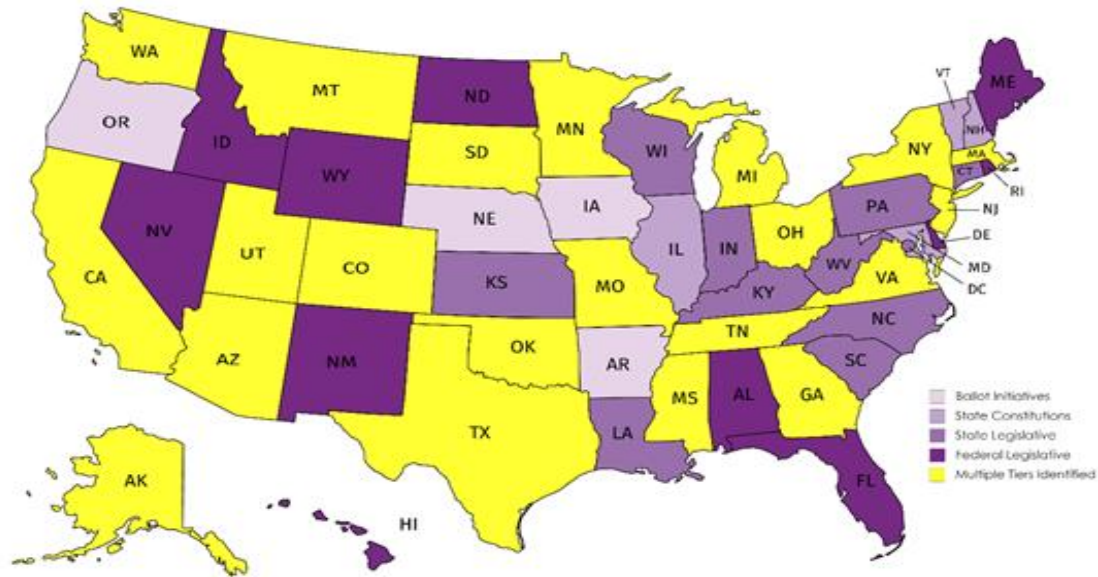 WA
MT
ND
MN
VT
ME
OR
ID
SD
WI
MI
NY
NH
MA
CT
RI
WY
NE
IA
PA
NJ
NV
UT
CO
IL
IN
OH
DE
MD
DC
CA
KS
MO
WV
VA
KY
NC
AZ
NM
OK
AR
TN
SC
TX
MS
AL
GA
LA
FL
AK
HI
Ballot Initiatives
State Constitutions
State Legislative
Federal Legislative
Multiple Tiers Identified